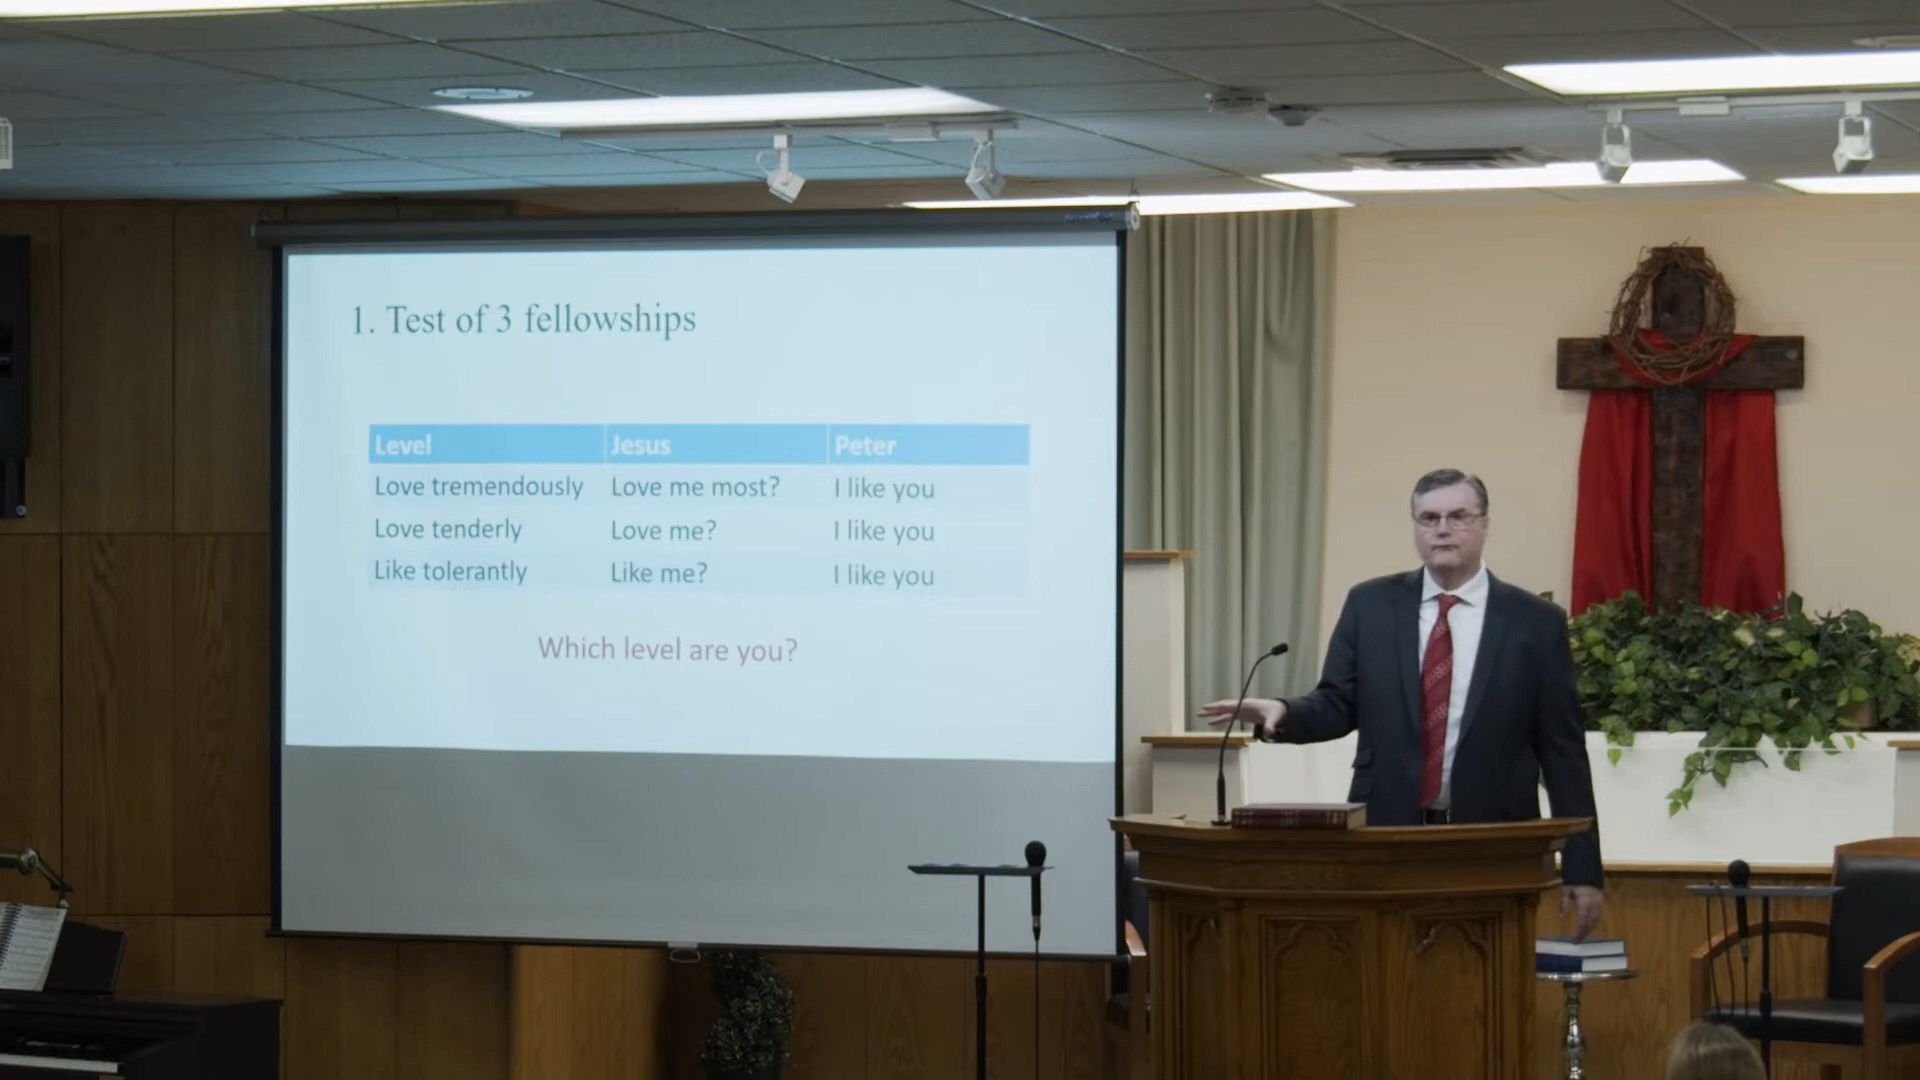 1. Test of 3 fellowships
Level Jesus Peter
Love tremendously Love me most? I like you
Love tenderly Love me? I like you
Like tolerantly Like me? I like you
Which level are you?